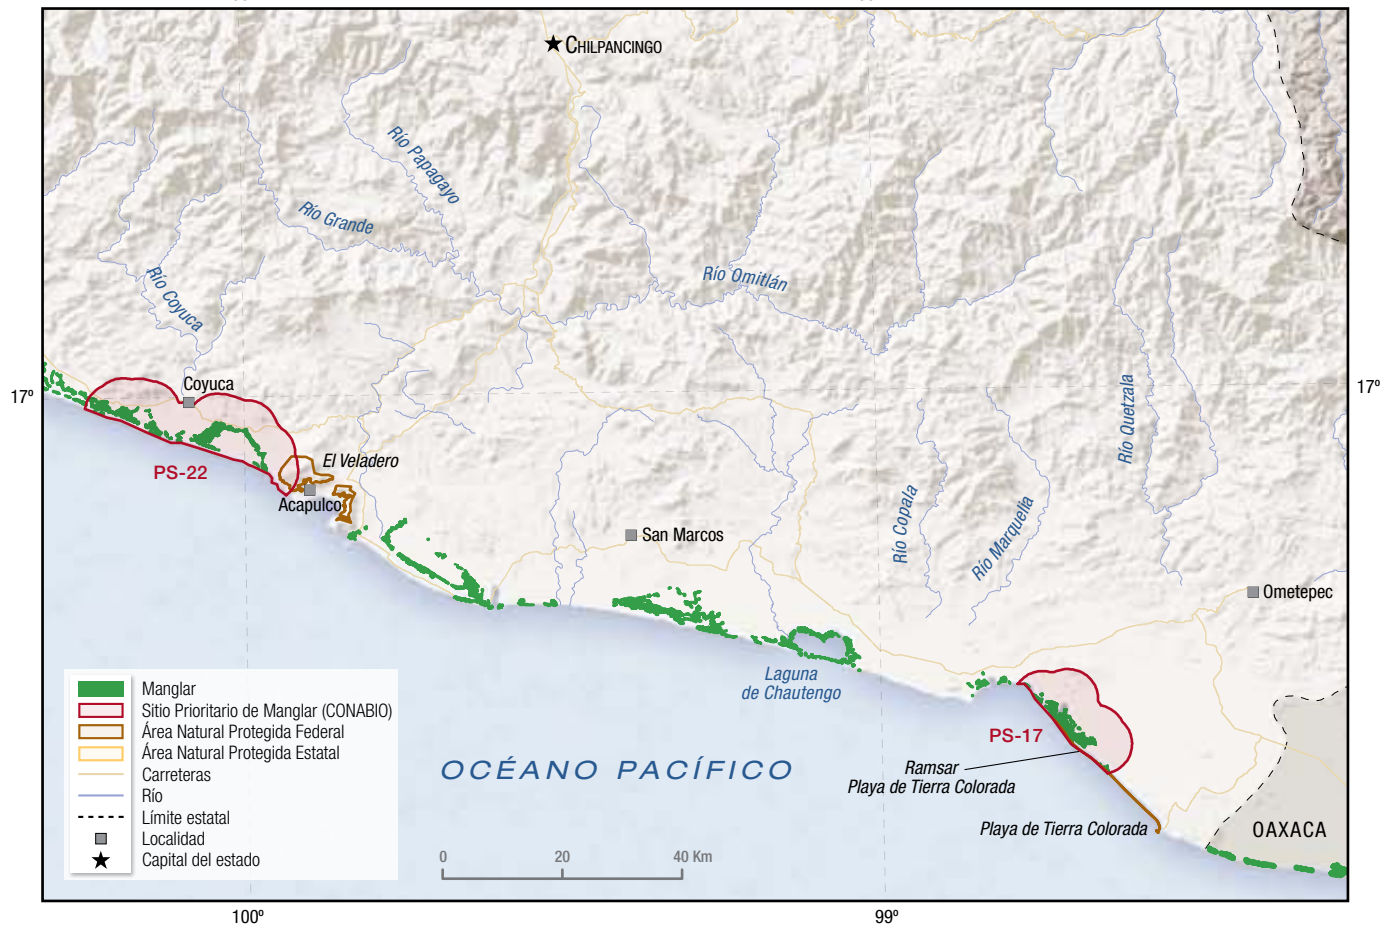 CHILPANCINGO
Río Papagayo
Río Grande
Río Coyuca
Río Omitlán
17º
17º
Coyuca
Río Quetzala
PS-22
El Veladero
Acapulco
San Marcos
Río Copala
Río Marquelia
Ometepec
Laguna
de Chautengo
PS-17
OCÉANO PACÍFICO
Ramsar
Playa de Tierra Colorada
Playa de Tierra Colorada
OAXACA
Manglar
Sitio Prioritario de Manglar (CONABIO)
Área Natural Protegida Federal
Área Natural Protegida Estatal
Carreteras
Río
Límite estatal
Localidad
Capital del estado
0 20 40 Km
100º
99º